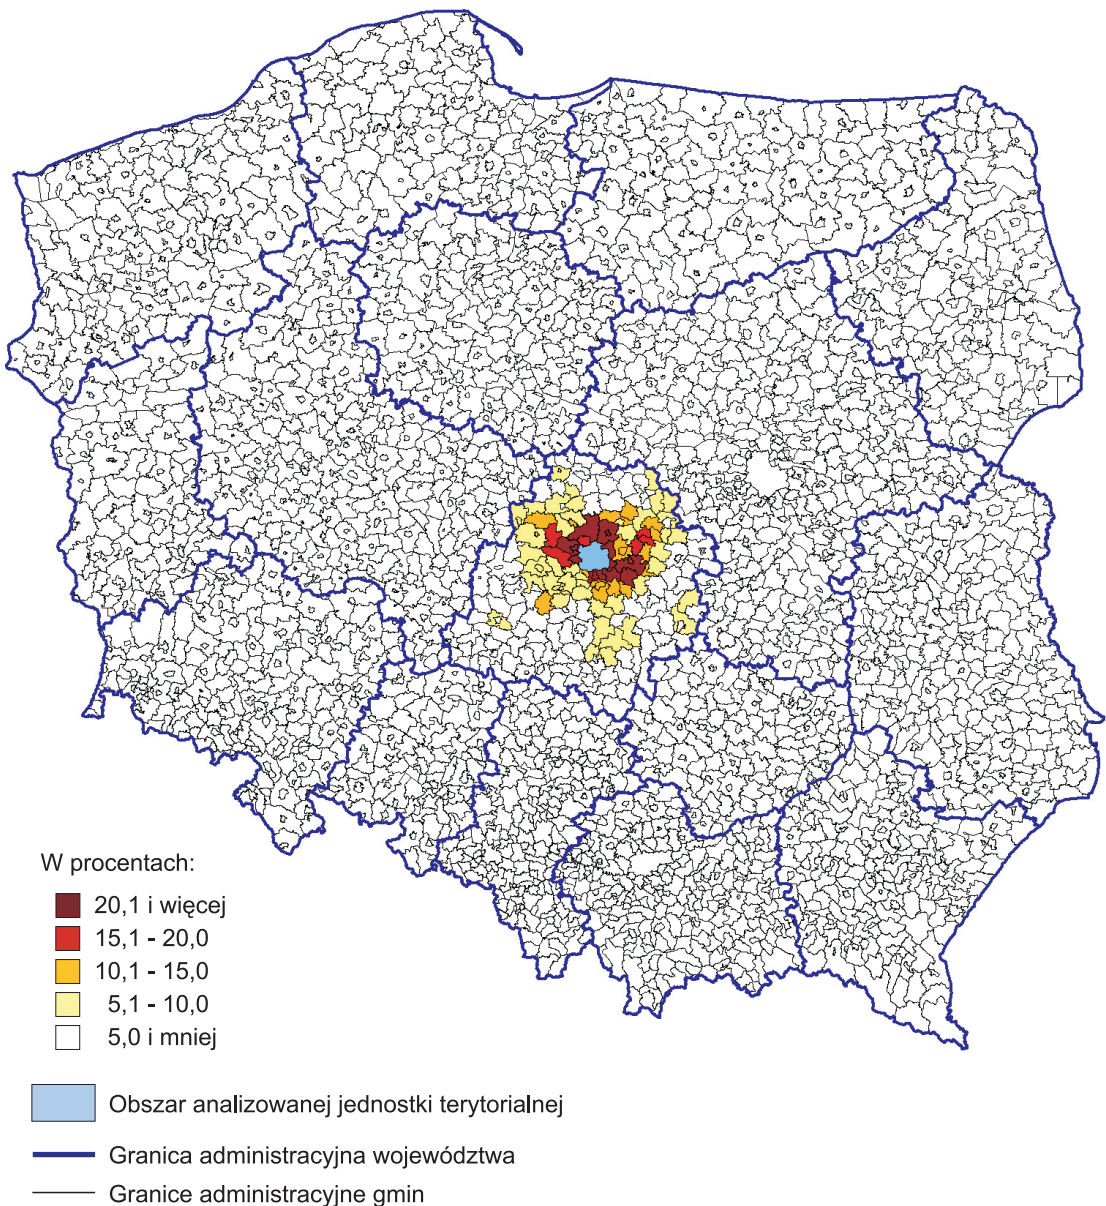 W procentach:
20,1 i więcej
15,1 - 20,0
10,1 - 15,0
5,1 - 10,0
5,0 i mniej
Obszar analizowanej jednostki terytorialnej
Granica administracyjna województwa
Granice administracyjne gmin